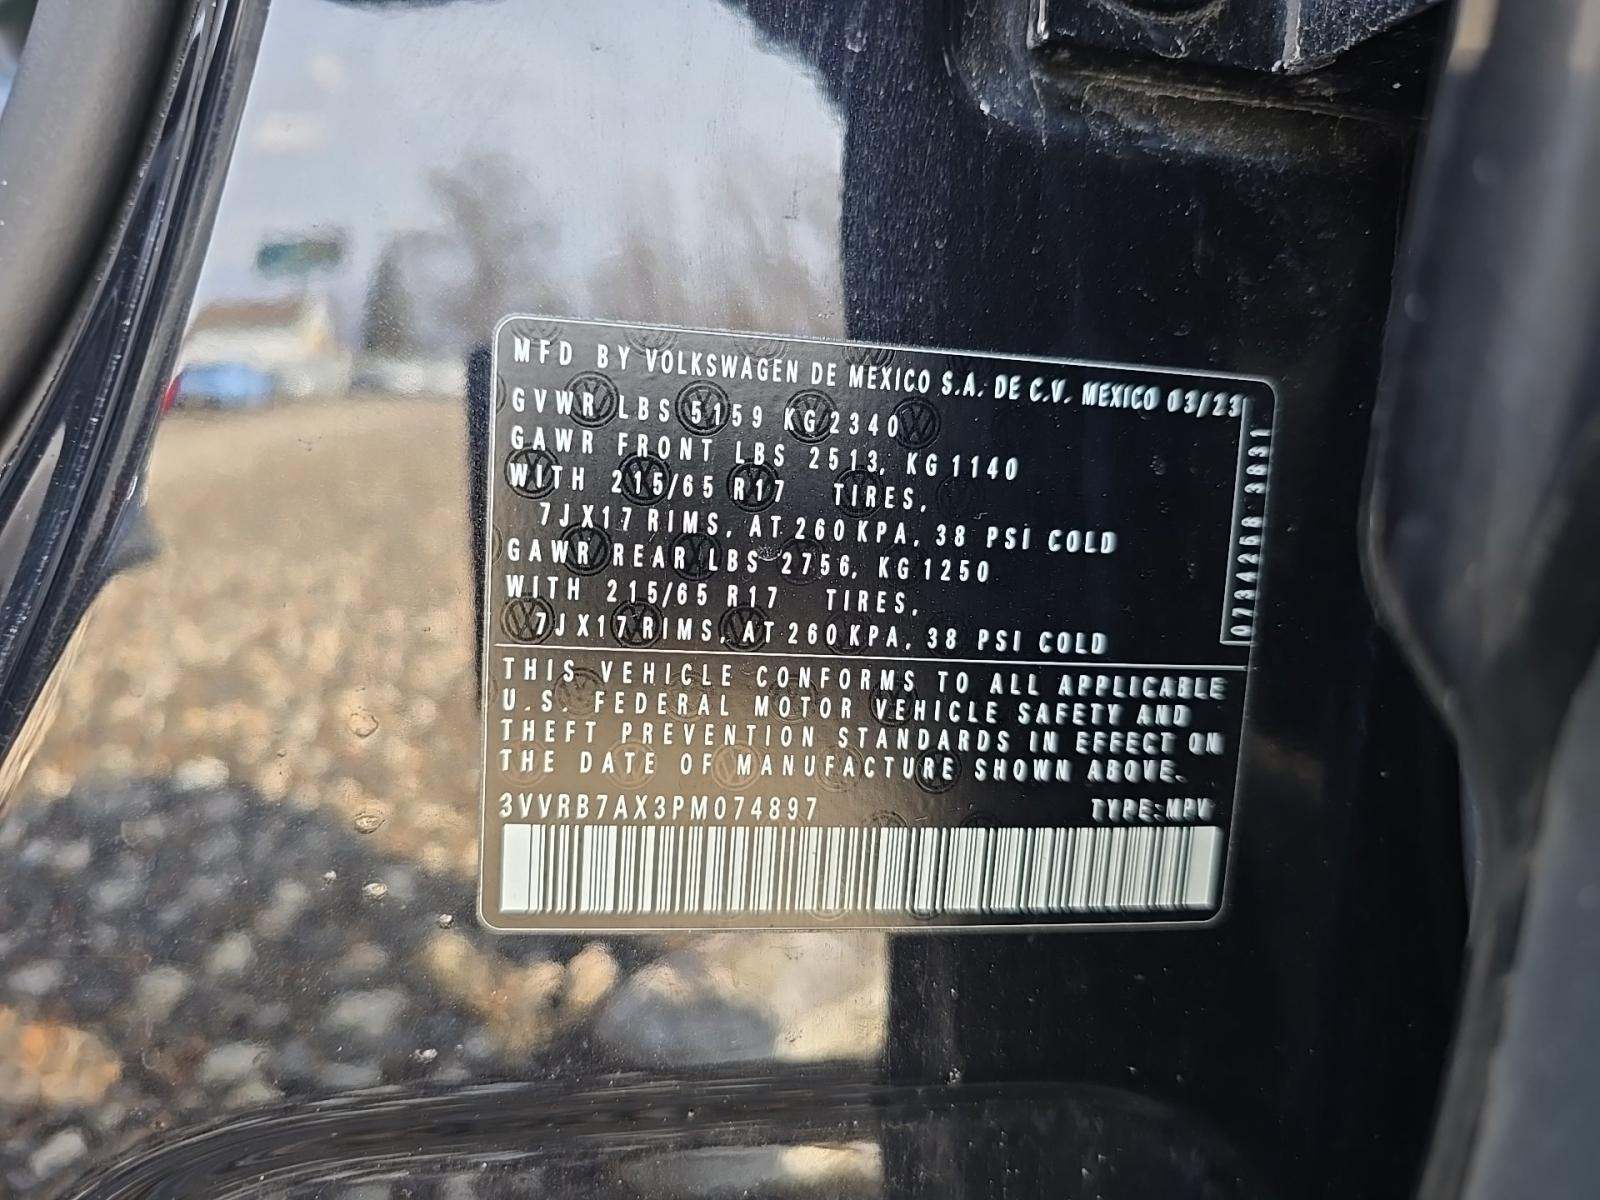 MFD BY VOLKSWAGEN DE MEXICO S.A. DE C.V. MEXICO 03/23
GVWR LBS 5159 KG 2340
GAWR FRONT LBS 2513, KG 1140
WITH 215/65 R17 TIRES,
7JX17 RIMS, AT 260 KPA, 38 PSI COLD
GAWR REAR LBS 2756, KG 1250
WITH 215/65 R17 TIRES,
7JX17 RIMS, AT 260 KPA, 38 PSI COLD
THIS VEHICLE CONFORMS TO ALL APPLICABLE
U.S. FEDERAL MOTOR VEHICLE SAFETY AND
THEFT PREVENTION STANDARDS IN EFFECT ON
THE DATE OF MANUFACTURE SHOWN ABOVE.
3VVRB7AX3PM074897 TYPE:MPV